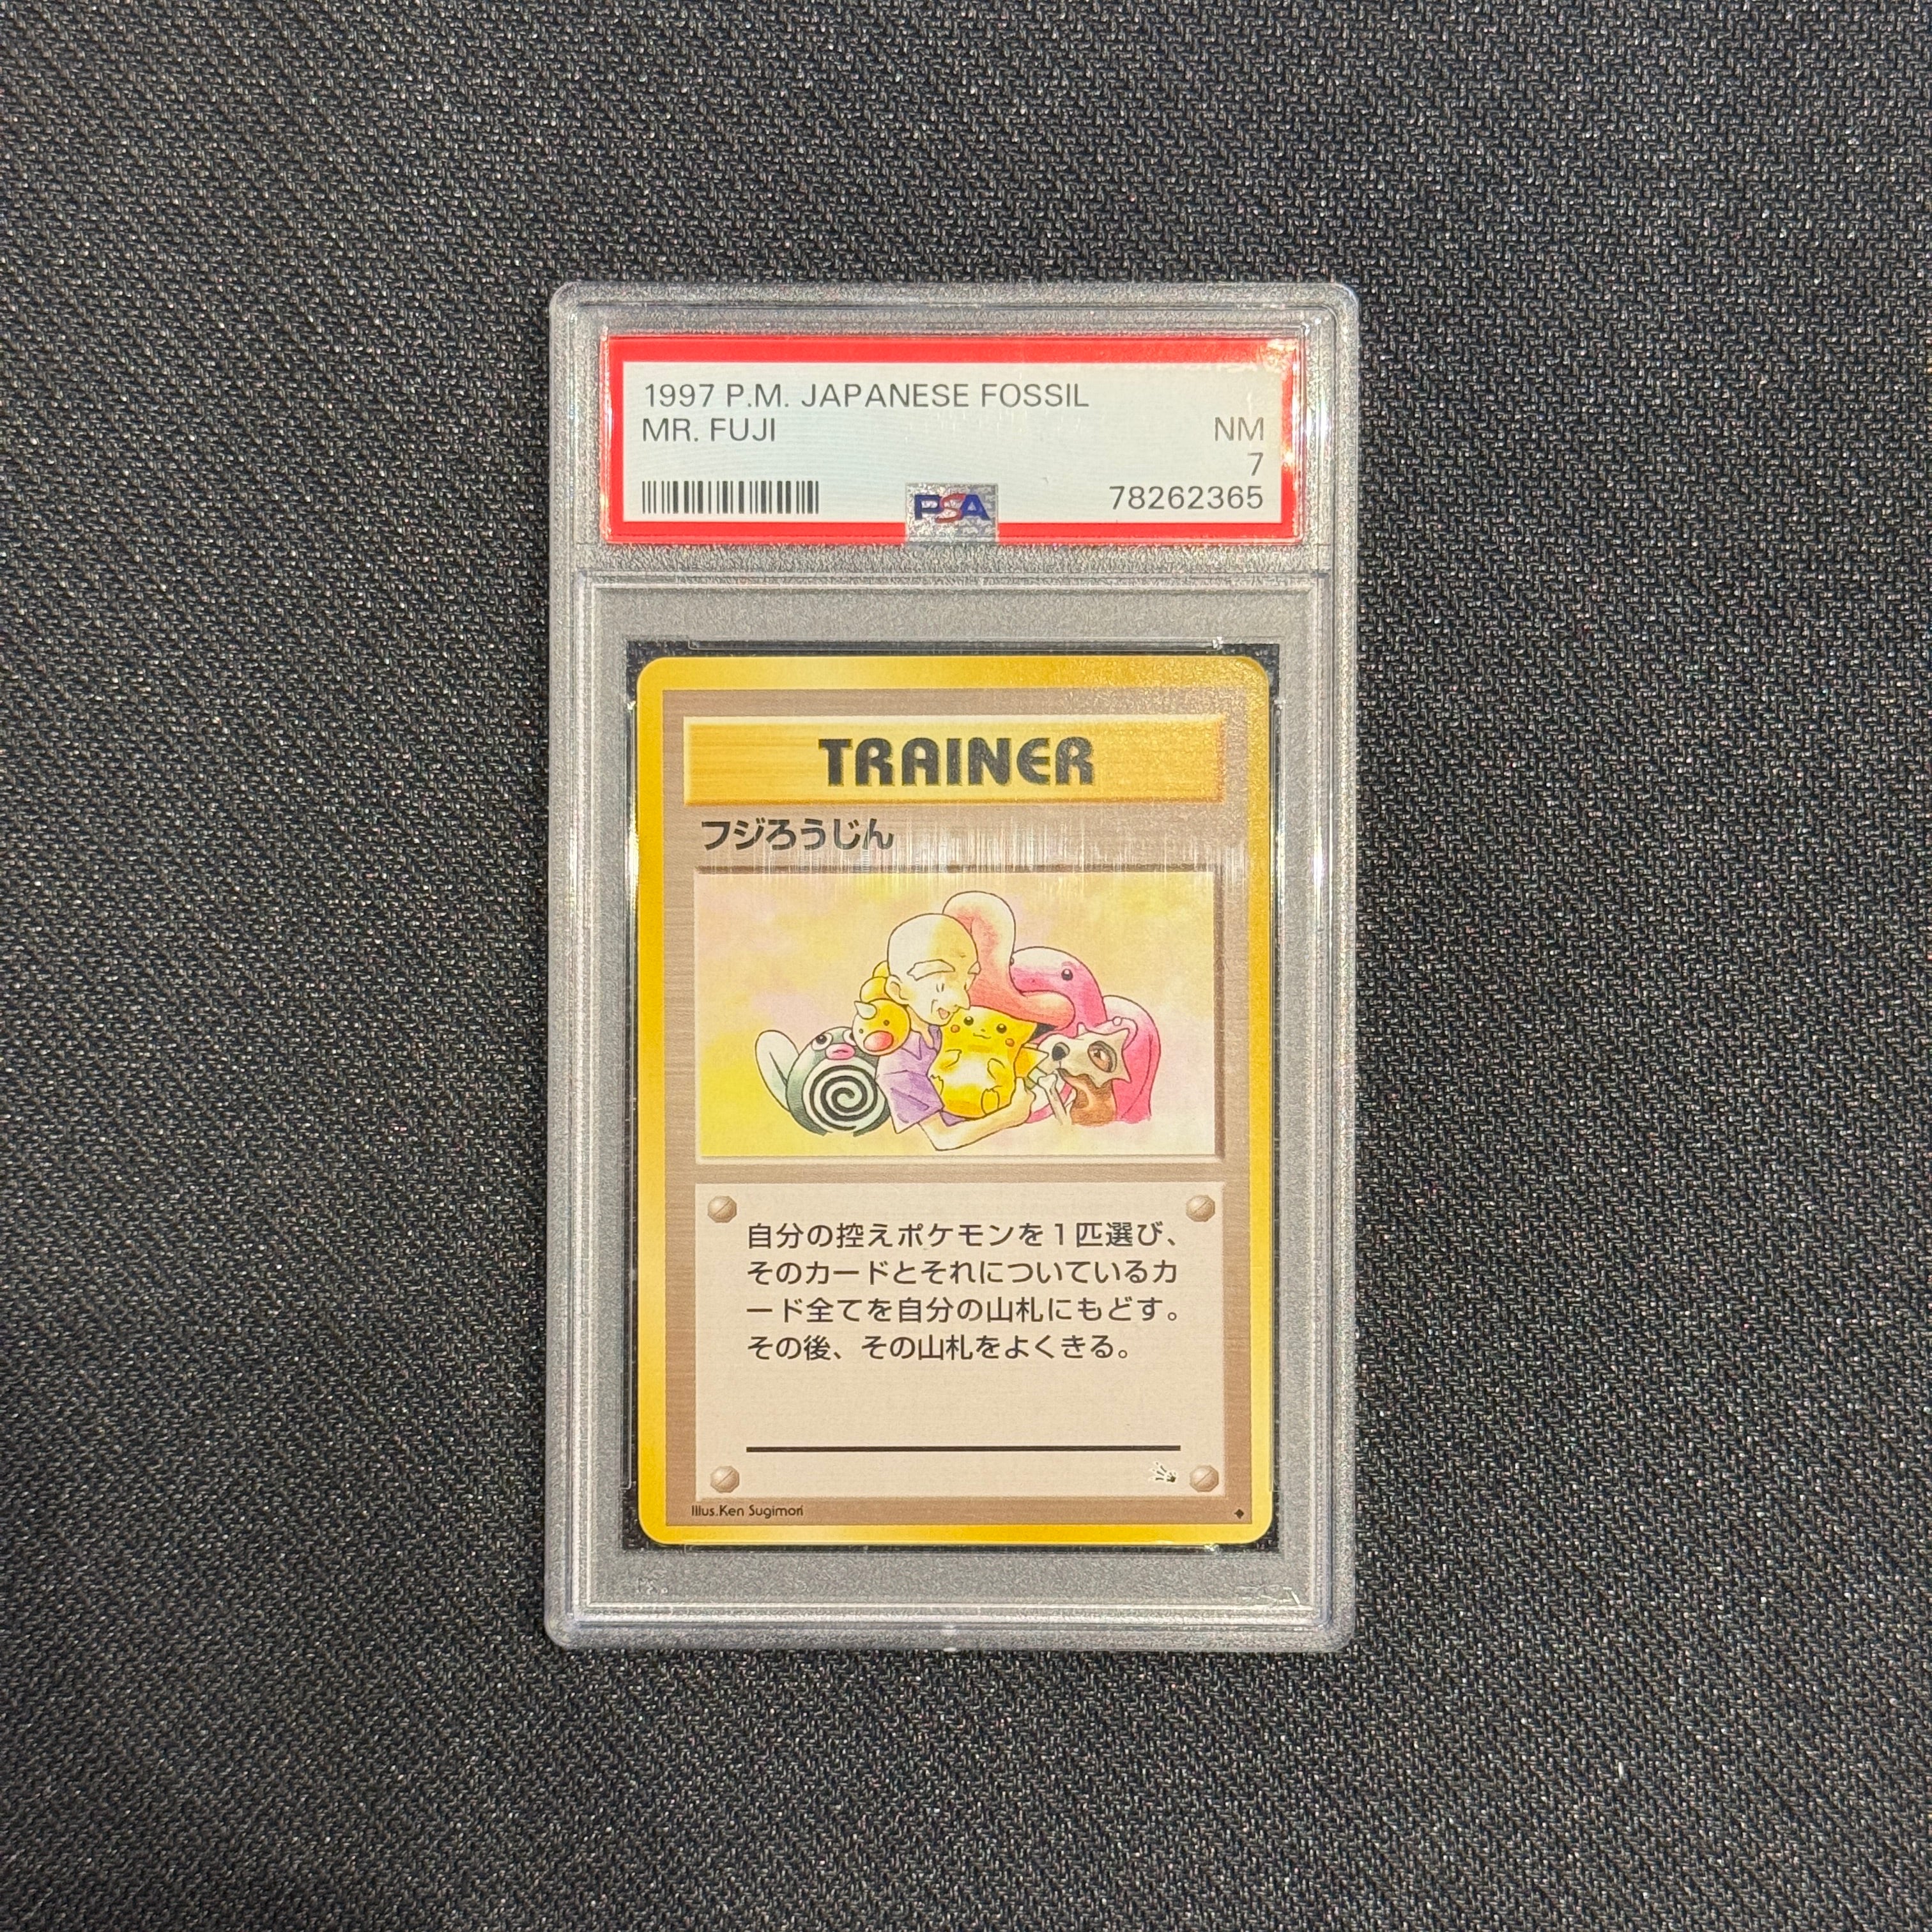 1997 P.M. JAPANESE FOSSIL
MR. FUJI
NM
7
PSA
78262365
TRAINER
フジろうじん
自分の控えポケモンを1匹選び、
そのカードとそれについているカ
ード全てを自分の山札にもどす。
その後、その山札をよくきる。
Illus.Ken Sugimori